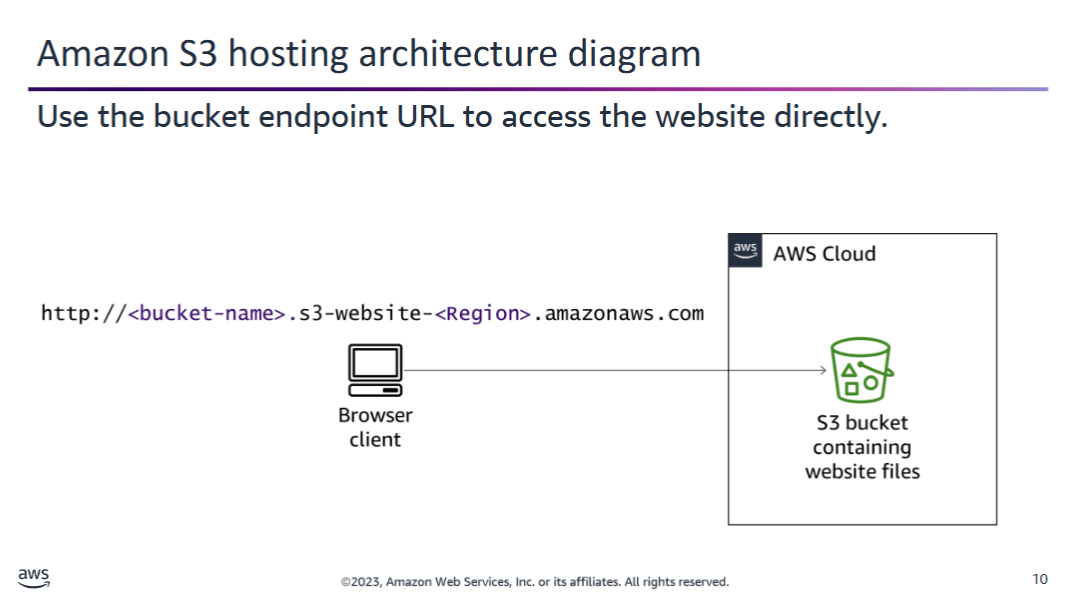 Amazon S3 hosting architecture diagram
Use the bucket endpoint URL to access the website directly.
aws
AWS Cloud
http://<bucket-name>.s3-website-<Region>.amazonaws.com
Browser
client
S3 bucket
containing
website files
aws
©2023, Amazon Web Services, Inc. or its affiliates. All rights reserved.
10